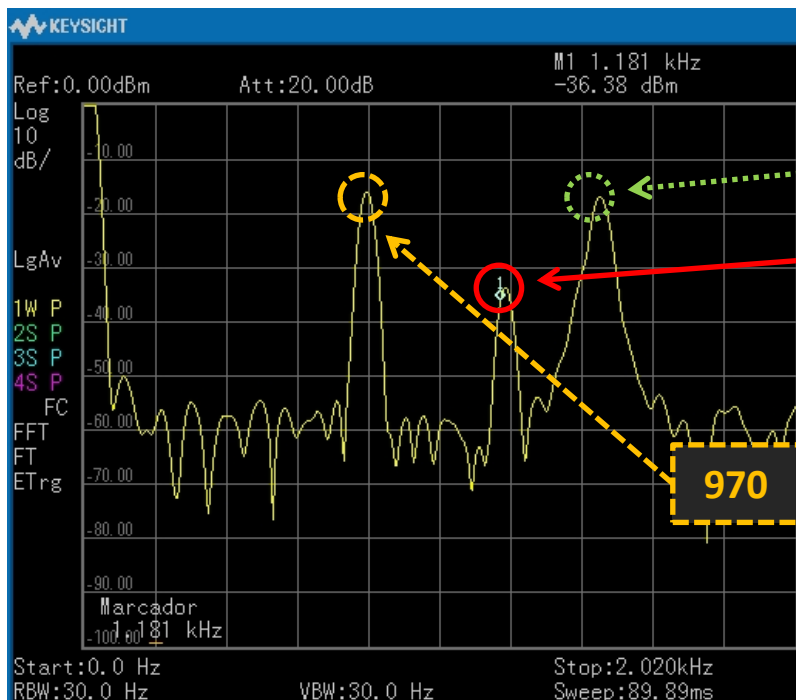 KEYSIGHT
M1 1.181 kHz
Ref:0.00dBm Att:20.00dB -36.38 dBm
Log
10
dB/
-10.00
-20.00
LgAv
-30.00
1W P
-40.00
2S P
3S P
-50.00
4S P
FC
-60.00
FFT
FT
ETrg
-70.00
-80.00
-90.00
-100.00
1
970
Marcador
1.181 kHz
Start:0.0 Hz Stop:2.020kHz
RBW:30.0 Hz VBW:30.0 Hz Sweep:89.89ms